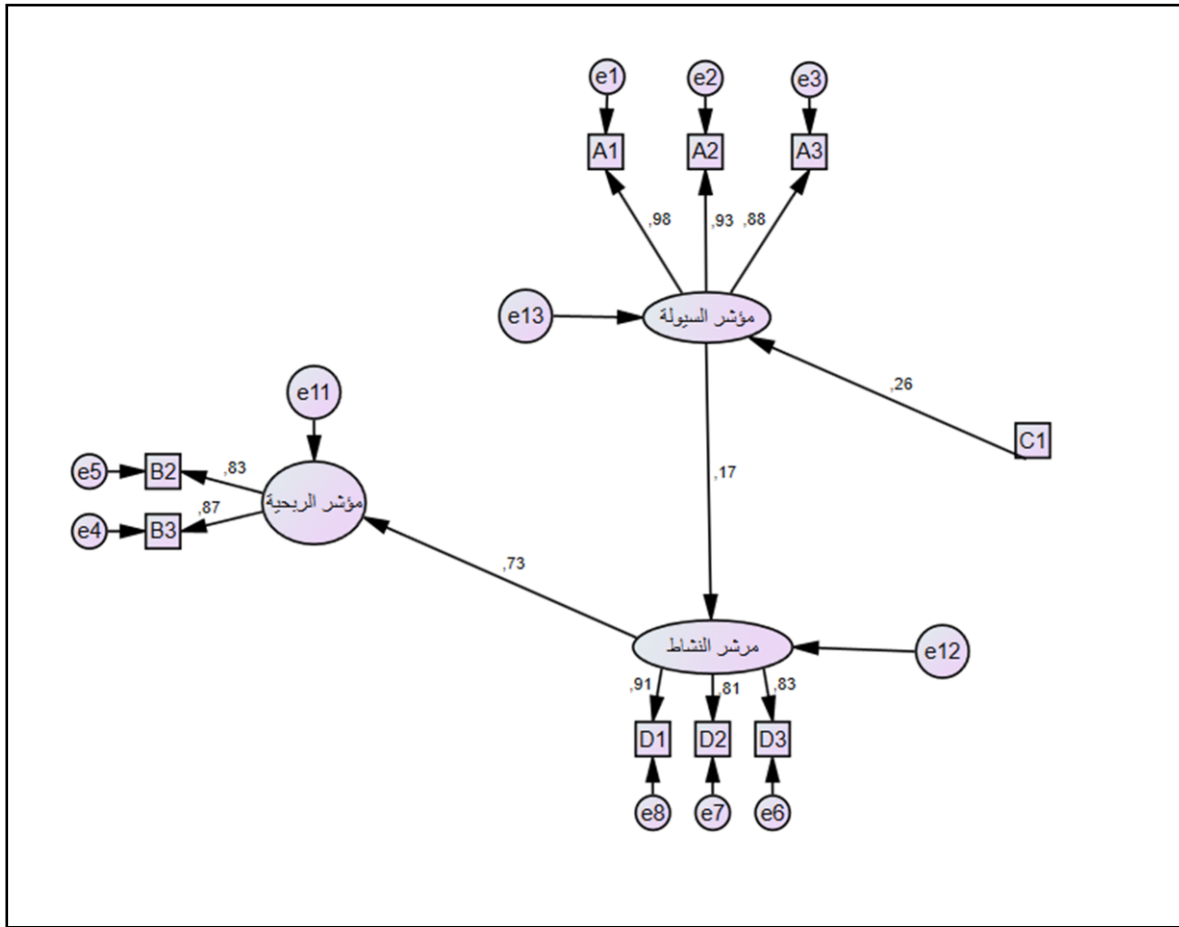 e1 e2 e3
A1 A2 A3
,98 ,93 ,88
e13 مؤشر السيولة
,26
e11
C1
e5 B2 ,83
,17
مؤشر الربحية
e4 B3 ,87
,73
مرشر النشاط
e12
,91 ,81 ,83
D1 D2 D3
e8 e7 e6